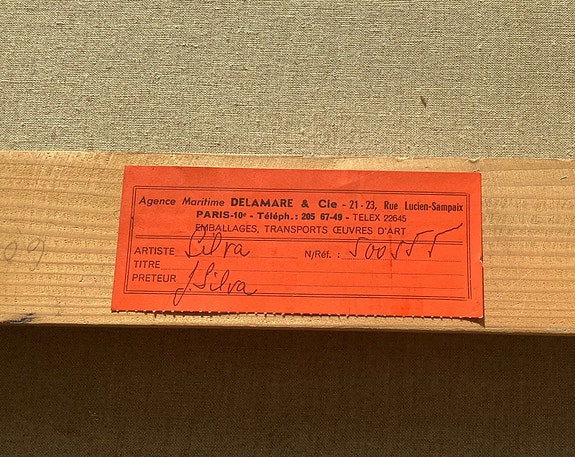 Agence Maritime DELAMARE & Cie - 21 - 23, Rue Lucien-Sampaix
PARIS-10e - Téléph. : 205 67-49 - TELEX 22645
EMBALLAGES, TRANSPORTS ŒUVRES D'ART
ARTISTE Silva N/Réf. : 500555
TITRE
PRETEUR J. Silva
09